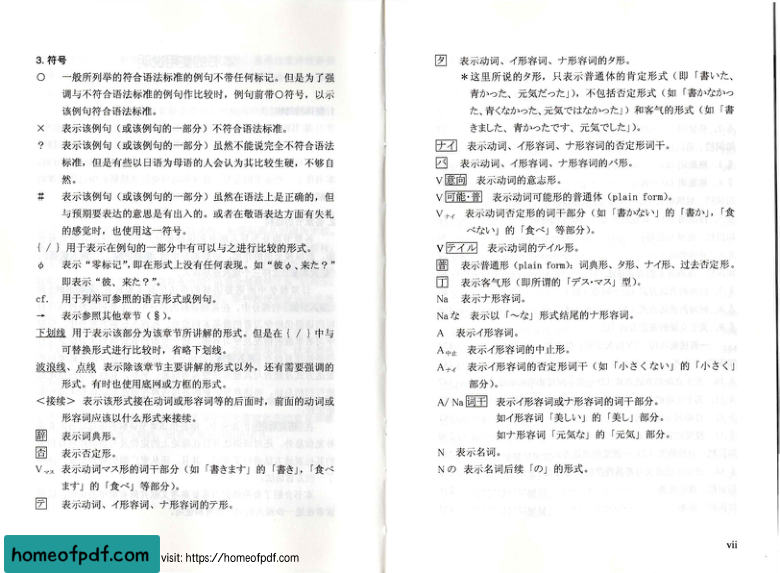 3. 符号
○ 一般所列举的符合语法标准的例句不带任何标记。但是为了强
调与不符合语法标准的例句作比较时，例句前带○符号，以示
该例句符合语法标准。
× 表示该例句（或该例句的一部分）不符合语法标准。
? 表示该例句（或该例句的一部分）虽然不能说完全不符合语法
标准，但是有些以日语为母语的人会认为其比较生硬，不够自
然。
# 表示该例句（或该例句的一部分）虽然在语法上是正确的，但
与预期要表达的意思是有出入的。或者在敬语表达方面有失礼
的感觉时，也使用这一符号。
{ / } 用于表示在例句的一部分中有可以与之进行比较的形式。
φ 表示“零标记”，即在形式上没有任何表现。如“彼φ、来た？”
即表示“彼、来た？”。
cf. 用于列举可参照的语言形式或例句。
→ 表示参照其他章节（§）。
下划线 用于表示该部分为该章节所讲解的形式。但是在 { / } 中与
可替换形式进行比较时，省略下划线。
波浪线、点线 表示除该章节主要讲解的形式以外，还有需要强调的
形式。有时也使用底网或方框的形式。
＜接续＞ 表示该形式接在动词或形容词等的后面时，前面的动词或
形容词应该以什么形式来接续。
辞 表示词典形。
否 表示否定形。
Vマス 表示动词マス形的词干部分（如「書きます」的「書き」，「食べ
ます」的「食べ」等部分）。
テ 表示动词、イ形容词、ナ形容词的テ形。
タ 表示动词、イ形容词、ナ形容词的タ形。
＊这里所说的タ形，只表示普通体的肯定形式（即「書いた、
青かった、元気だった」），不包括否定形式（如「書かなかっ
た、青くなかった、元気ではなかった」）和客气的形式（如「書
きました、青かったです、元気でした」）。
ナイ 表示动词、イ形容词、ナ形容词的否定形词干。
バ 表示动词、イ形容词、ナ形容词的バ形。
V意向 表示动词的意志形。
V可能·普 表示动词可能形的普通体（plain form）。
Vナイ 表示动词否定形的词干部分（如「書かない」的「書か」，「食
べない」的「食べ」等部分）。
Vテイル 表示动词的テイル形。
普 表示普通形（plain form）：词典形、タ形、ナイ形、过去否定形。
丁 表示客气形（即所谓的「デス・マス」型）。
Na 表示ナ形容词。
Naな 表示以「～な」形式结尾的ナ形容词。
A 表示イ形容词。
A中止 表示イ形容词的中止形。
Aナイ 表示イ形容词的否定形词干（如「小さくない」的「小さく」
部分）。
A/ Na词干 表示イ形容词或ナ形容词的词干部分。
如イ形容词「美しい」的「美し」部分。
如ナ形容词「元気な」的「元気」部分。
N 表示名词。
Nの 表示名词后续「の」的形式。
vii
homeofpdf.com
visit: https://homeofpdf.com